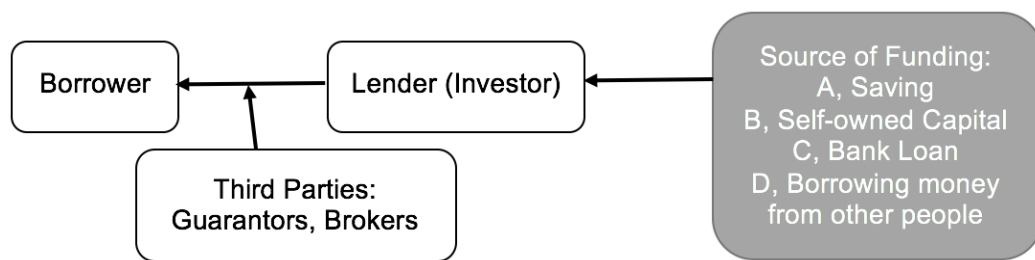 Borrower
Lender (Investor)
Source of Funding:
A, Saving
B, Self-owned Capital
C, Bank Loan
D, Borrowing money
from other people
Third Parties:
Guarantors, Brokers